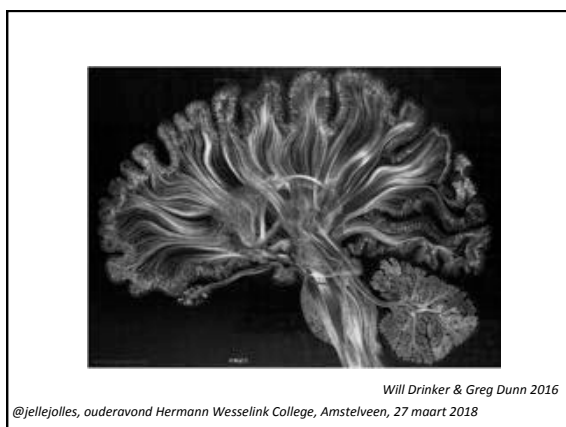 Will Drinker & Greg Dunn 2016
@jellejolles, ouderavond Hermann Wesselink College, Amstelveen, 27 maart 2018